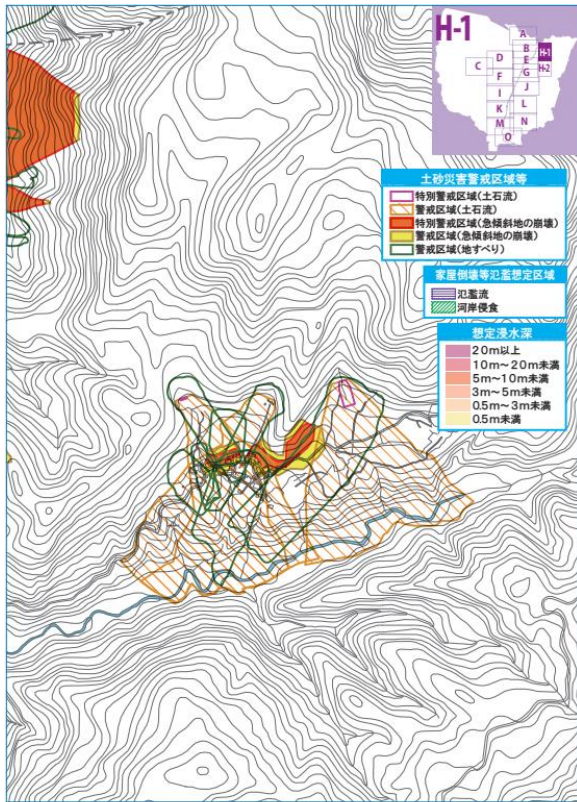 H-1
A
B
H-1
C
D
E
H-2
F
G
I
J
K
L
M
N
O
土砂災害警戒区域等
特別警戒区域(土石流)
警戒区域(土石流)
特別警戒区域(急傾斜地の崩壊)
警戒区域(急傾斜地の崩壊)
警戒区域(地すべり)
家屋倒壊等氾濫想定区域
氾濫流
河岸侵食
想定浸水深
20m以上
10m〜20m未満
5m〜10m未満
3m〜5m未満
0.5m〜3m未満
0.5m未満